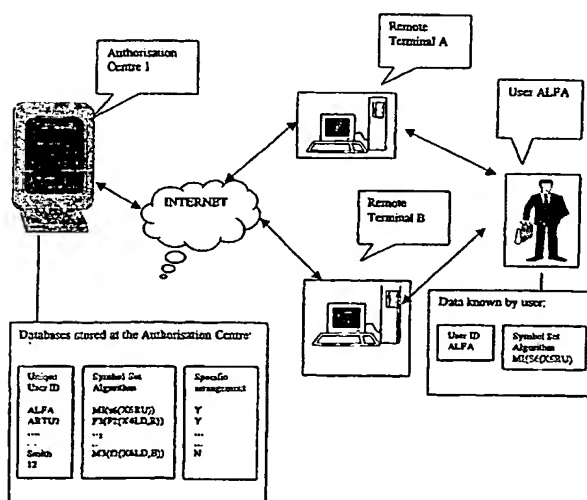 Authorisation
Centre 1
Remote
Terminal A
User ALFA
INTERNET
Remote
Terminal B
Data known by user:
User ID
ALFA
Symbol Set
Algorithm
Databases stored at the Authorisation Centre
Unique
User ID
Symbol Set
Algorithm
Specific
arrangement
ALFA
Y
Y
Smith
12
N